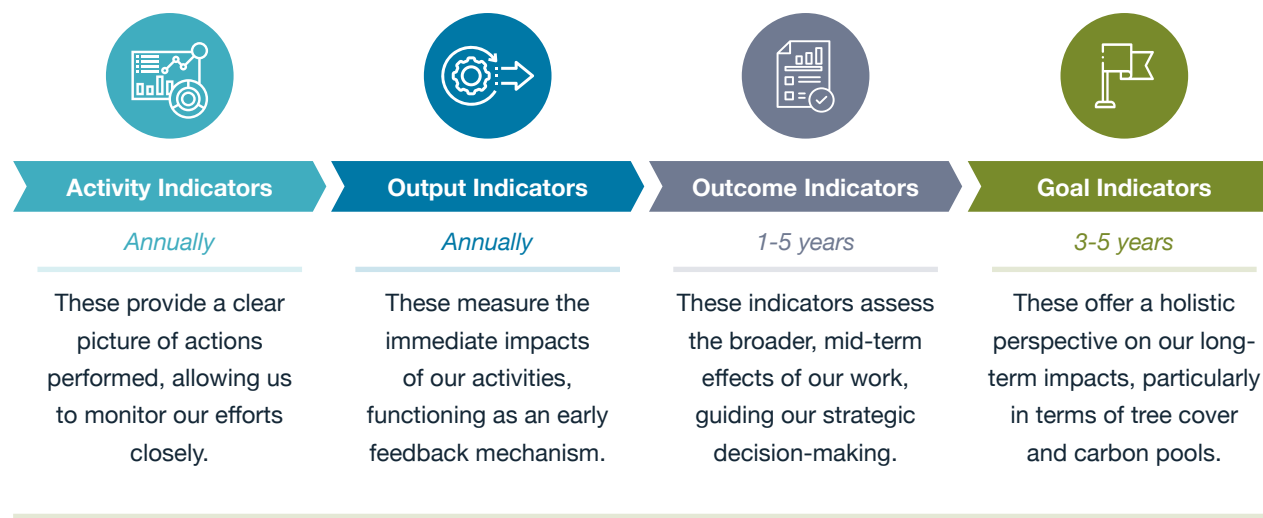 Activity Indicators
Annually
These provide a clear
picture of actions
performed, allowing us
to monitor our efforts
closely.
Output Indicators
Annually
These measure the
immediate impacts
of our activities,
functioning as an early
feedback mechanism.
Outcome Indicators
1-5 years
These indicators assess
the broader, mid-term
effects of our work,
guiding our strategic
decision-making.
Goal Indicators
3-5 years
These offer a holistic
perspective on our long-
term impacts, particularly
in terms of tree cover
and carbon pools.